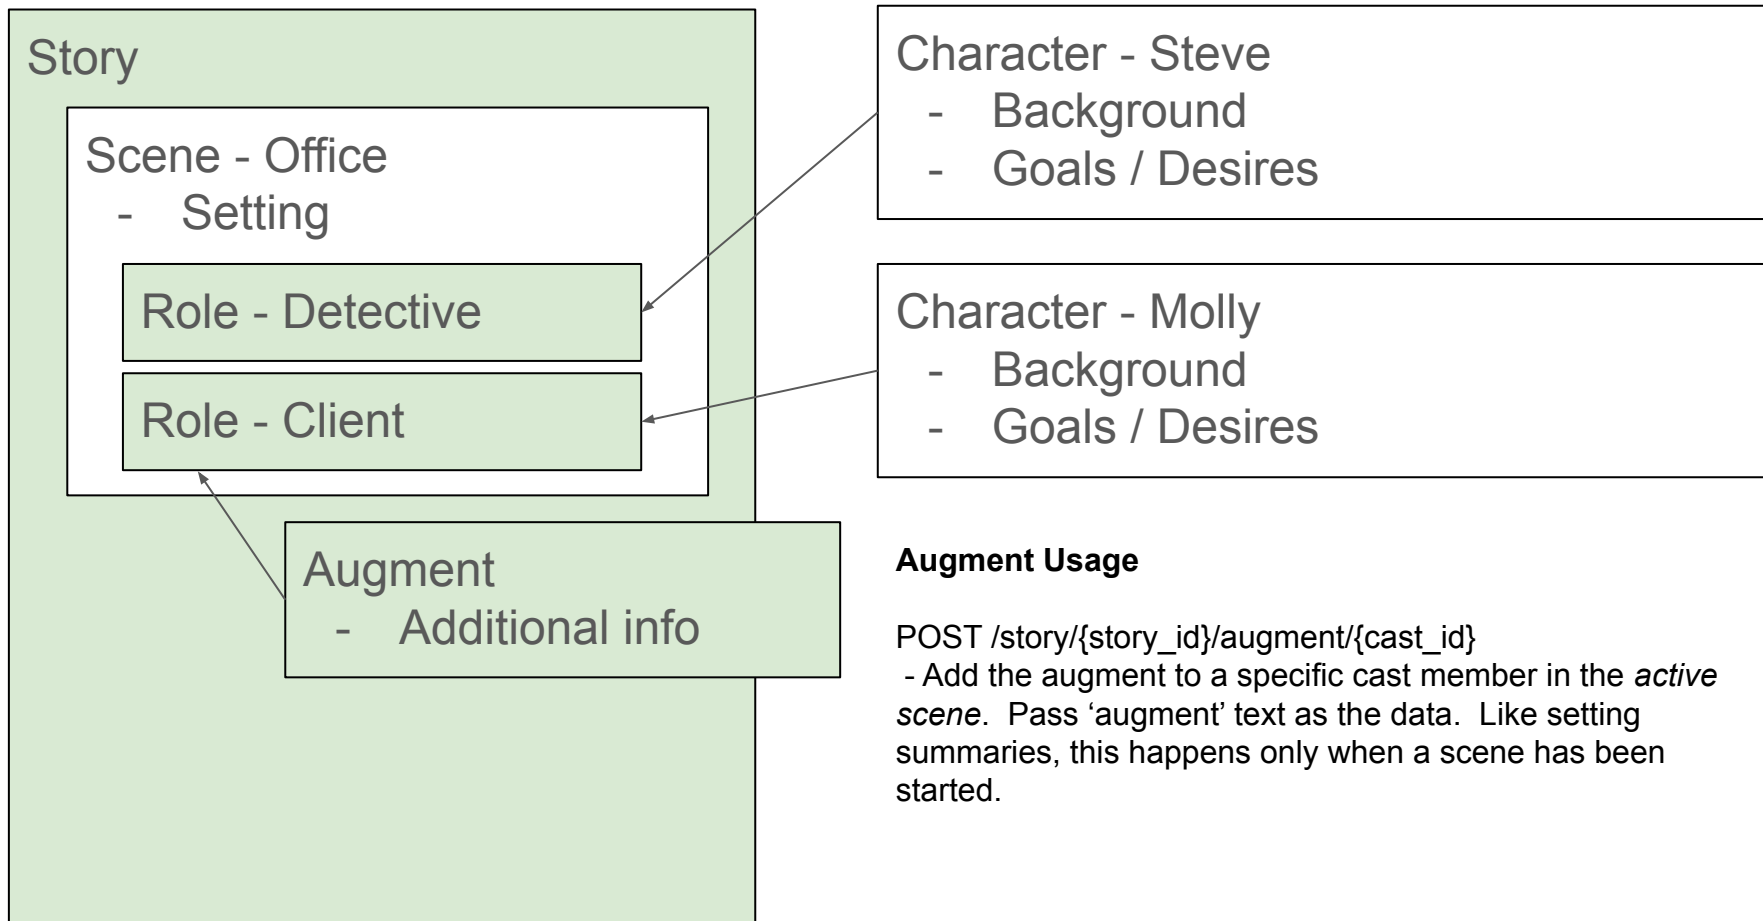 Story
Scene - Office
- Setting
Role - Detective
Role - Client
Augment
- Additional info
Character - Steve
- Background
- Goals / Desires
Character - Molly
- Background
- Goals / Desires
Augment Usage
POST /story/{story_id}/augment/{cast_id}
- Add the augment to a specific cast member in the active
scene.  Pass ‘augment’ text as the data.  Like setting
summaries, this happens only when a scene has been
started.